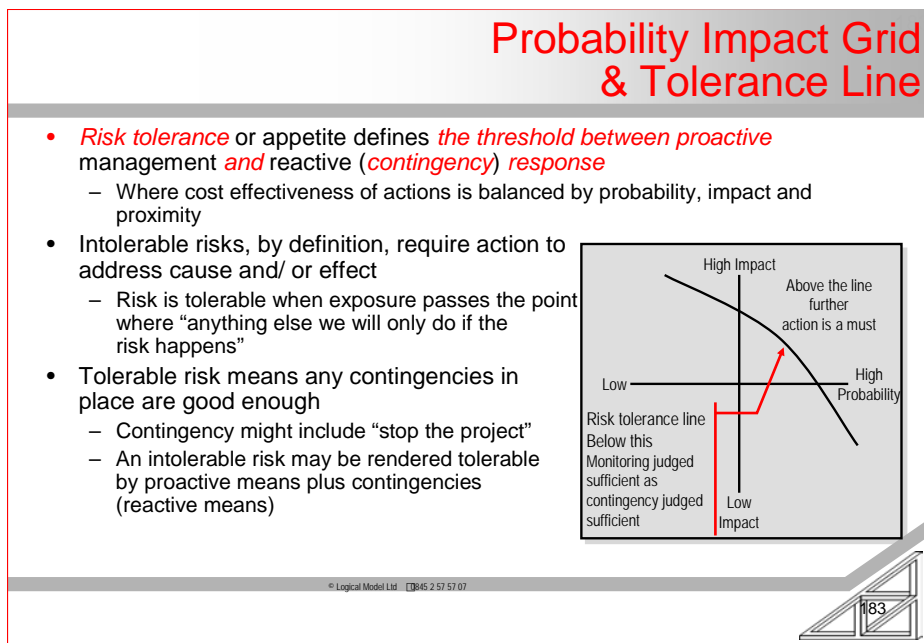 Probability Impact Grid
& Tolerance Line
• Risk tolerance or appetite defines the threshold between proactive
management and reactive (contingency) response
– Where cost effectiveness of actions is balanced by probability, impact and
proximity
• Intolerable risks, by definition, require action to
address cause and/ or effect
– Risk is tolerable when exposure passes the point
where “anything else we will only do if the
risk happens”
• Tolerable risk means any contingencies in
place are good enough
– Contingency might include “stop the project”
– An intolerable risk may be rendered tolerable
by proactive means plus contingencies
(reactive means)
High Impact
Above the line
further
action is a must
Low
High
Probability
Risk tolerance line
Below this
Monitoring judged
sufficient as
contingency judged
sufficient
Low
Impact
© Logical Model Ltd 0845 2 57 57 07
183